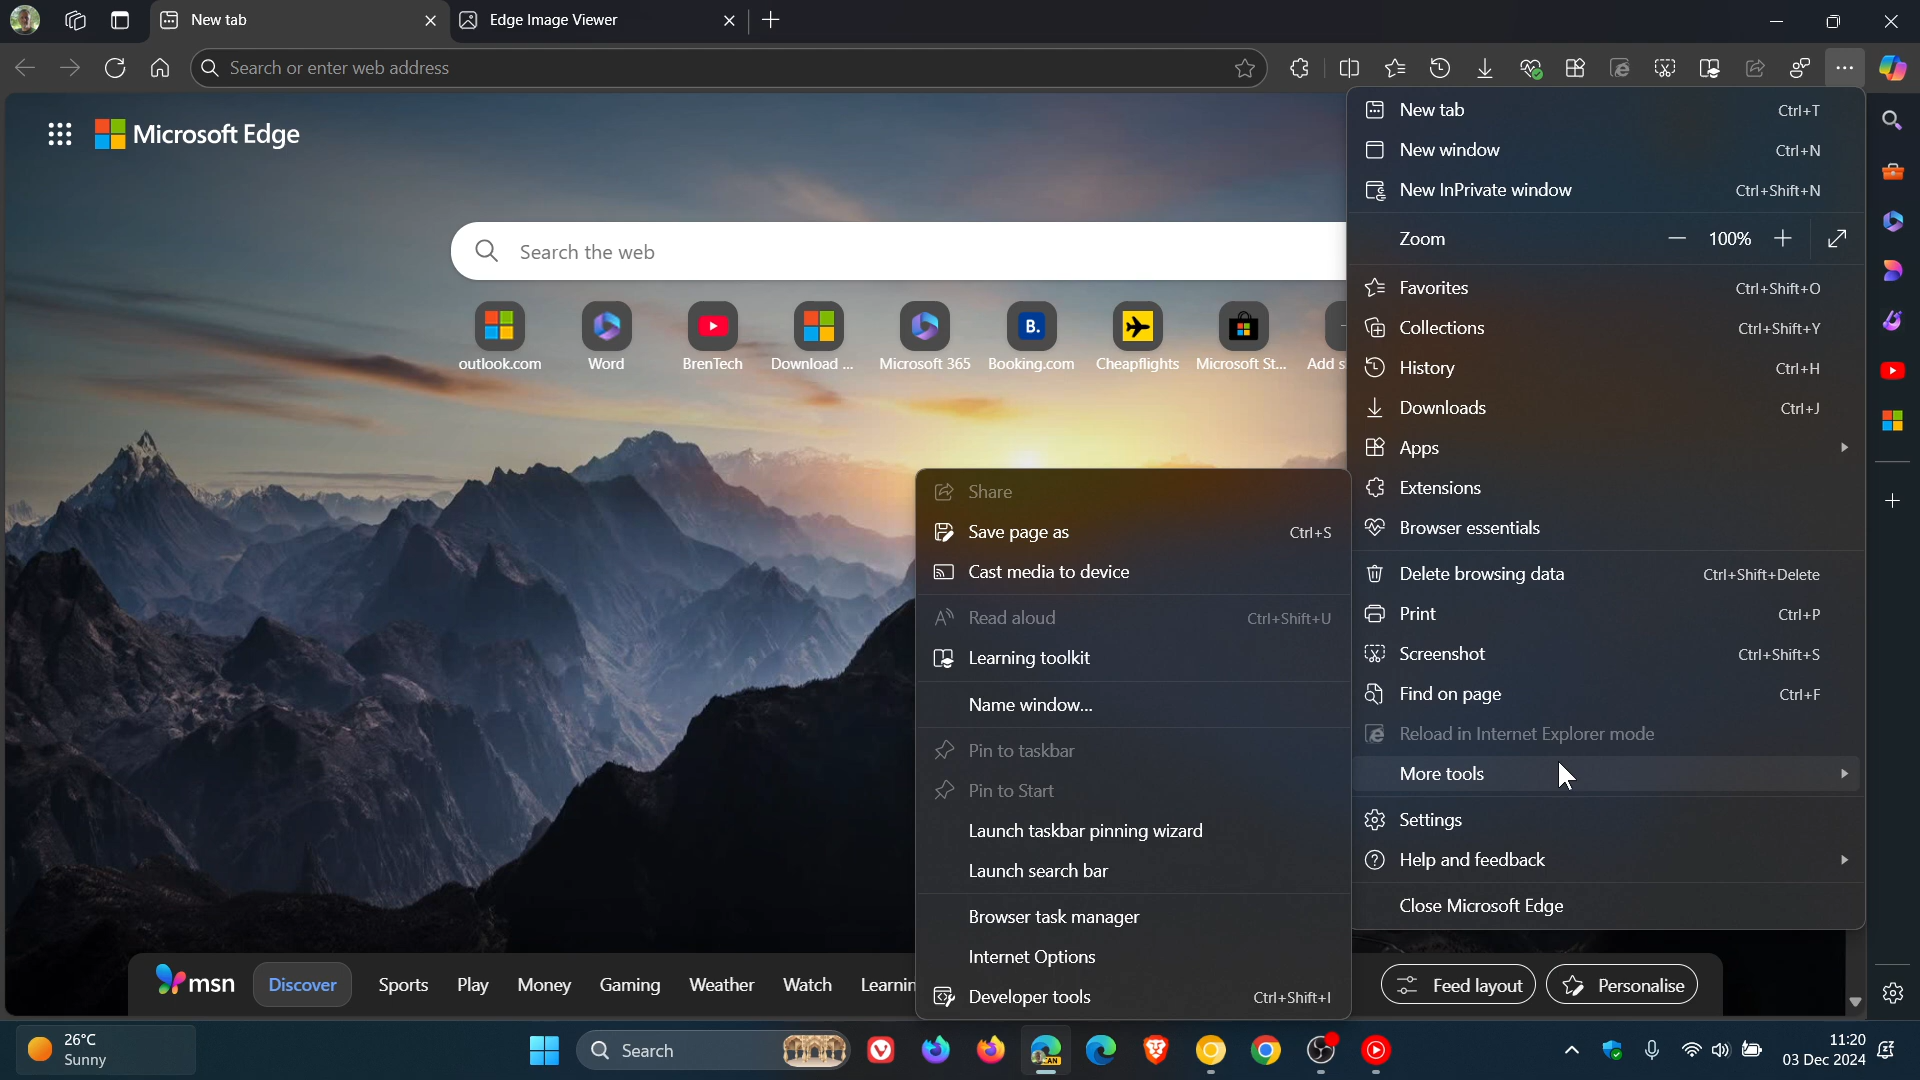 New tab
Edge Image Viewer
Search or enter web address
Microsoft Edge
Search the web
outlook.com
Word
BrenTech
Download ...
Microsoft 365
Booking.com
Cheapflights
Microsoft St...
Add s
B.
New tab Ctrl+T
New window Ctrl+N
New InPrivate window Ctrl+Shift+N
Zoom 100%
Favorites Ctrl+Shift+O
Collections Ctrl+Shift+Y
History Ctrl+H
Downloads Ctrl+J
Apps
Extensions
Browser essentials
Delete browsing data Ctrl+Shift+Delete
Print Ctrl+P
Screenshot Ctrl+Shift+S
Find on page Ctrl+F
Reload in Internet Explorer mode
More tools
Settings
Help and feedback
Close Microsoft Edge
Share
Save page as Ctrl+S
Cast media to device
Read aloud Ctrl+Shift+U
Learning toolkit
Name window...
Pin to taskbar
Pin to Start
Launch taskbar pinning wizard
Launch search bar
Browser task manager
Internet Options
Developer tools Ctrl+Shift+I
msn
Discover
Sports
Play
Money
Gaming
Weather
Watch
Learnin
Feed layout
Personalise
26°C
Sunny
Search
CAN
11:20
03 Dec 2024